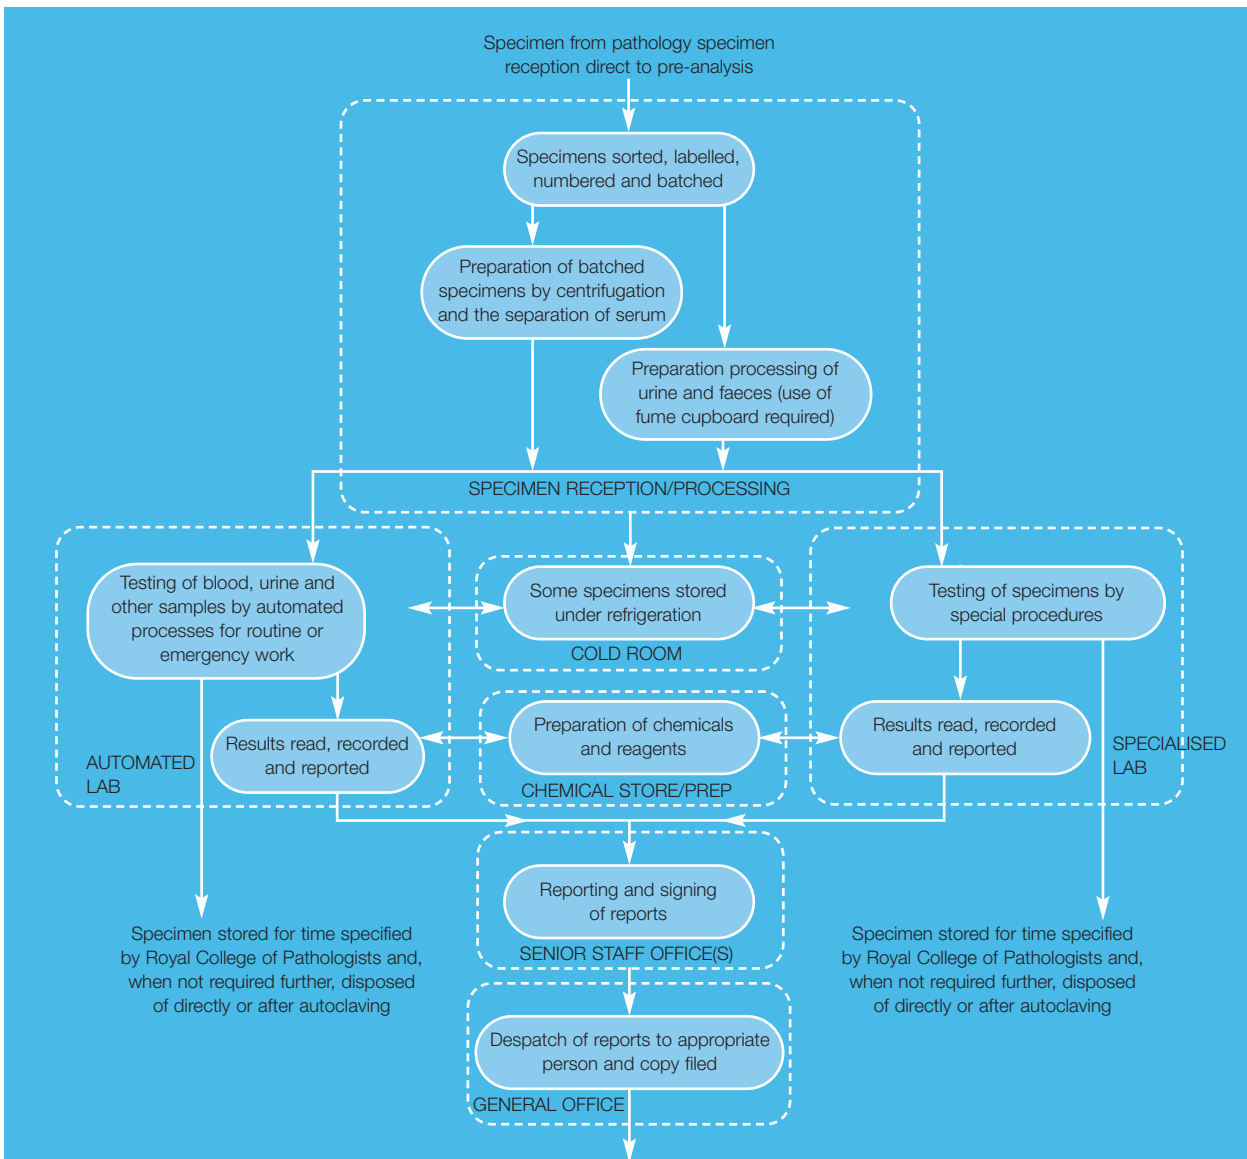 Specimen from pathology specimen
reception direct to pre-analysis
Specimens sorted, labelled,
numbered and batched
Preparation of batched
specimens by centrifugation
and the separation of serum
Preparation processing of
urine and faeces (use of
fume cupboard required)
SPECIMEN RECEPTION/PROCESSING
Testing of blood, urine and
other samples by automated
processes for routine or
emergency work
Some specimens stored
under refrigeration
COLD ROOM
Testing of specimens by
special procedures
Results read, recorded
and reported
AUTOMATED
LAB
Preparation of chemicals
and reagents
CHEMICAL STORE/PREP
Results read, recorded
and reported
SPECIALISED
LAB
Reporting and signing
of reports
SENIOR STAFF OFFICE(S)
Specimen stored for time specified
by Royal College of Pathologists and,
when not required further, disposed
of directly or after autoclaving
Specimen stored for time specified
by Royal College of Pathologists and,
when not required further, disposed
of directly or after autoclaving
Despatch of reports to appropriate
person and copy filed
GENERAL OFFICE